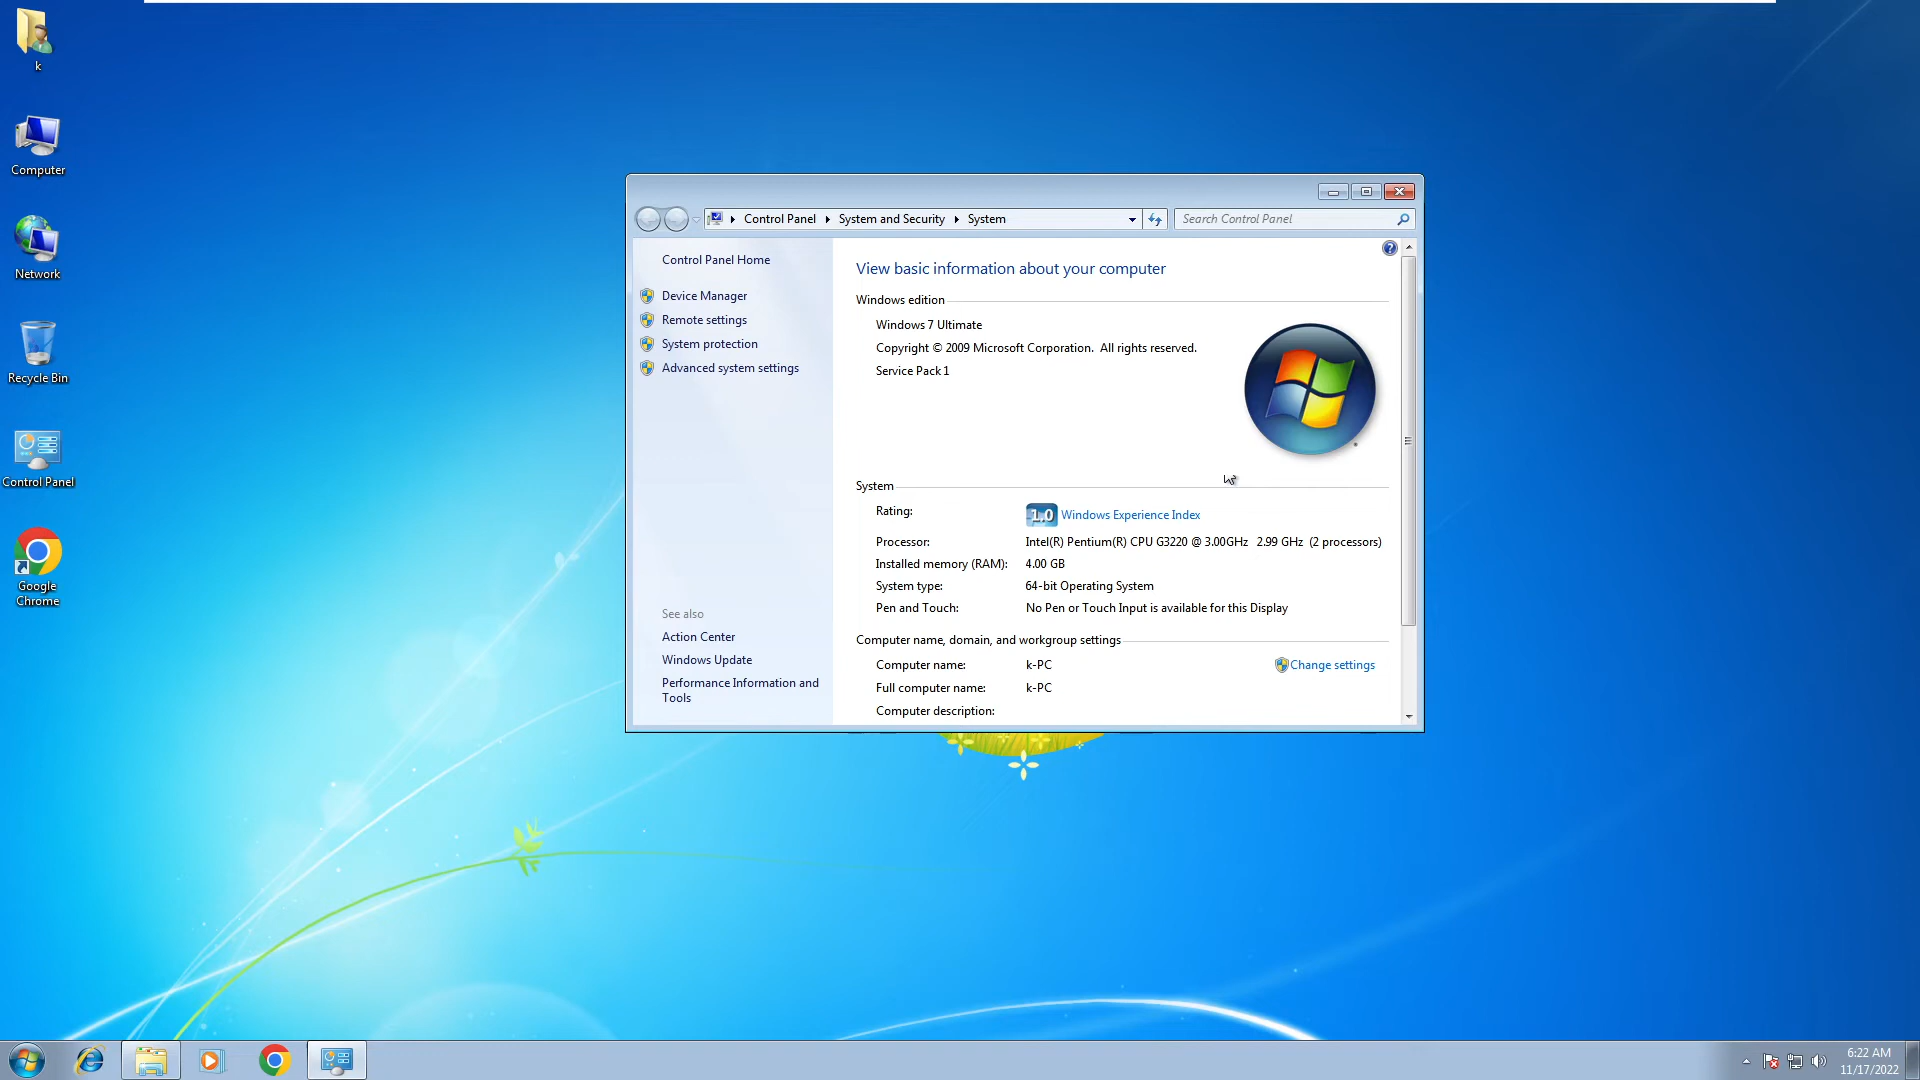 k
Computer
Network
Recycle Bin
Control Panel
Google
Chrome
Control Panel System and Security System
Search Control Panel
Control Panel Home
Device Manager
Remote settings
System protection
Advanced system settings
See also
Action Center
Windows Update
Performance Information and
Tools
View basic information about your computer
Windows edition
Windows 7 Ultimate
Copyright © 2009 Microsoft Corporation. All rights reserved.
Service Pack 1
System
Rating: 1.0 Windows Experience Index
Processor: Intel(R) Pentium(R) CPU G3220 @ 3.00GHz 2.99 GHz (2 processors)
Installed memory (RAM): 4.00 GB
System type: 64-bit Operating System
Pen and Touch: No Pen or Touch Input is available for this Display
Computer name, domain, and workgroup settings
Computer name: k-PC Change settings
Full computer name: k-PC
Computer description:
6:22 AM
11/17/2022